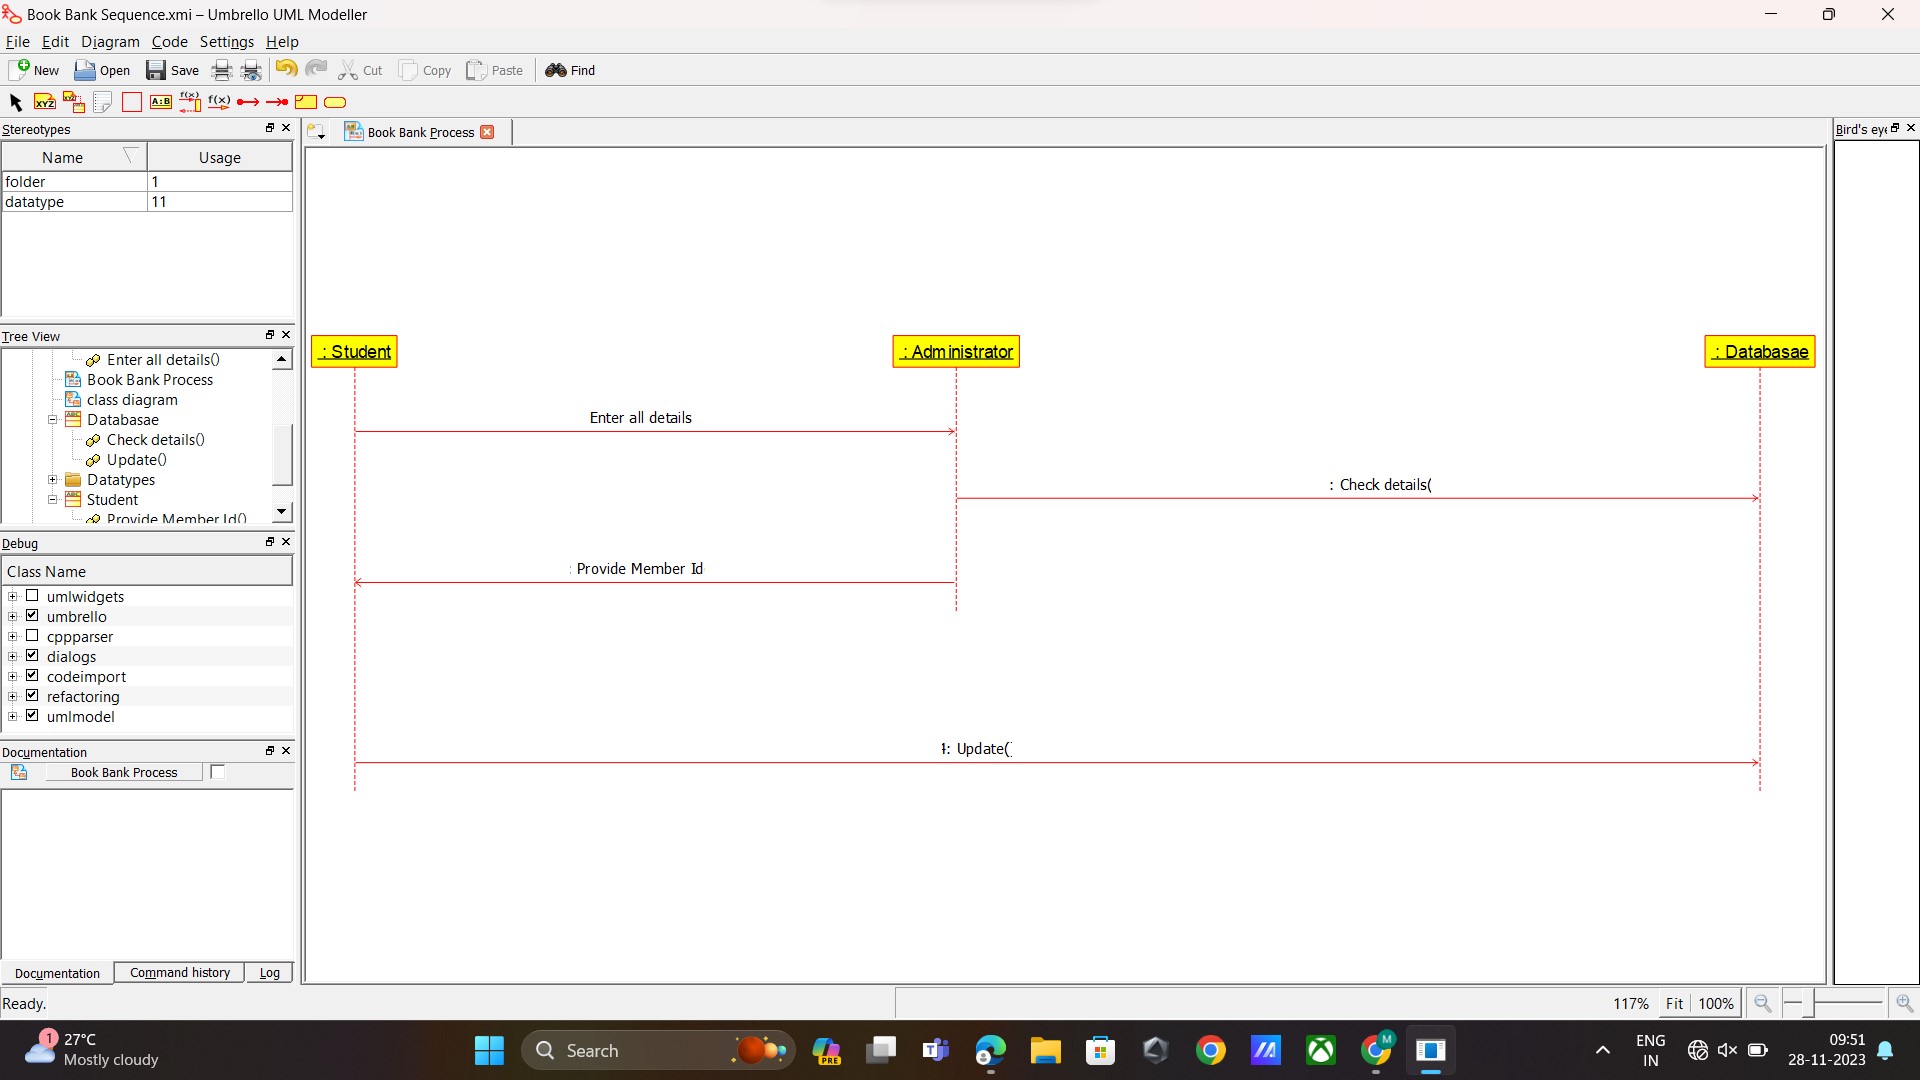 Book Bank Sequence.xmi – Umbrello UML Modeller
File Edit Diagram Code Settings Help
New Open Save Cut Copy Paste Find
XYZ A:B f(x) f(x)
Stereotypes
Name Usage
folder 1
datatype 11
Tree View
Enter all details()
Book Bank Process
class diagram
Databasae
Check details()
Update()
Datatypes
Student
Provide Member Id()
Debug
Class Name
umlwidgets
umbrello
cppparser
dialogs
codeimport
refactoring
umlmodel
Documentation
Book Bank Process
Documentation Command history Log
Ready.
Book Bank Process
: Student
: Administrator
: Databasae
Enter all details
: Check details(
: Provide Member Id
: Update(
Bird's eye
117% Fit 100%
1
27°C
Mostly cloudy
Search
PRE
T
M
ENG
IN
09:51
28-11-2023